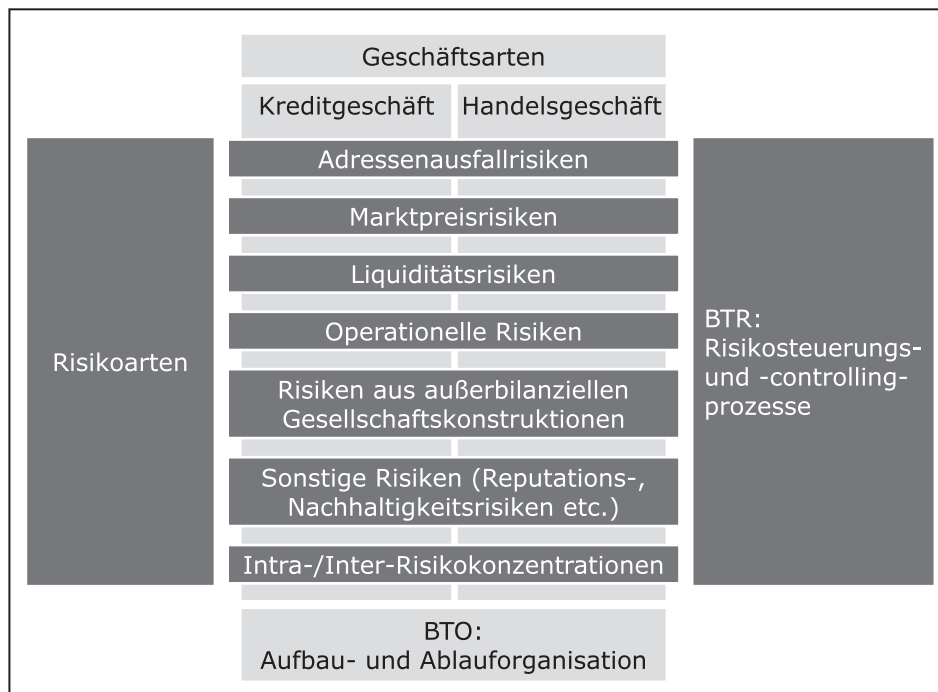 Geschäftsarten
Kreditgeschäft
Handelsgeschäft
Adressenausfallrisiken
Marktpreisrisiken
Liquiditätsrisiken
Operationelle Risiken
Risiken aus außerbilanziellen
Gesellschaftskonstruktionen
Sonstige Risiken (Reputations-,
Nachhaltigkeitsrisiken etc.)
Intra-/Inter-Risikokonzentrationen
Risikoarten
BTR:
Risikosteuerungs-
und -controlling-
prozesse
BTO:
Aufbau- und Ablauforganisation